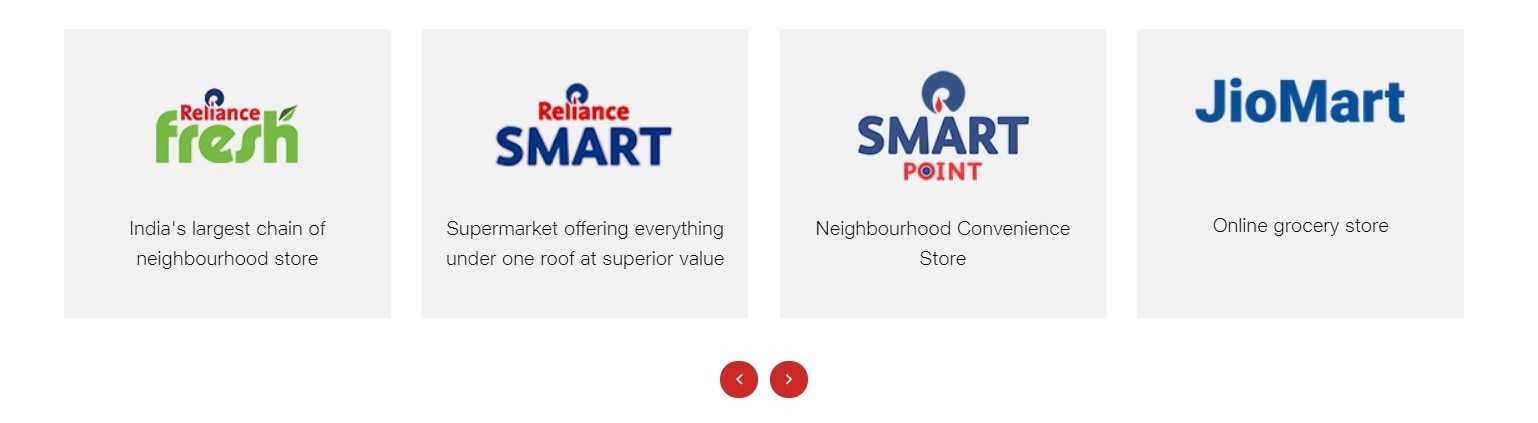 Reliance
fresh
India's largest chain of
neighbourhood store
Reliance
SMART
Supermarket offering everything
under one roof at superior value
SMART
POINT
Neighbourhood Convenience
Store
JioMart
Online grocery store